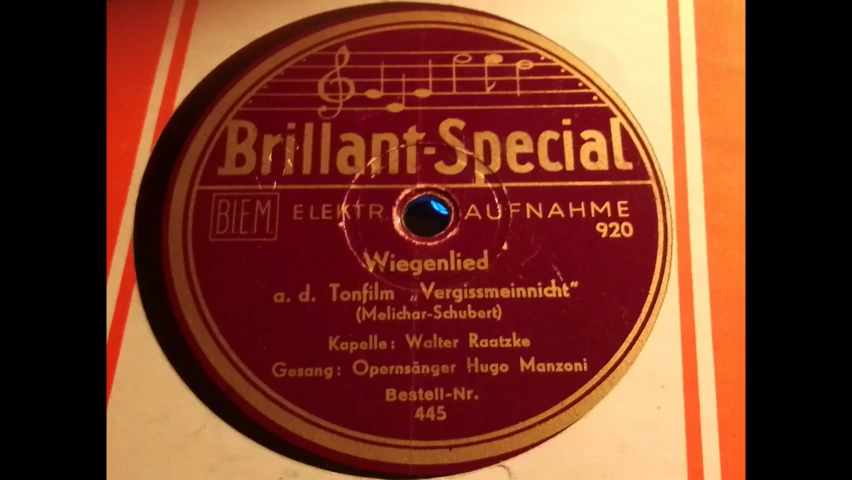 Brillant-Special
B.I.E.M. ELEKTR. AUFNAHME
920
Wiegenlied
a. d. Tonfilm „Vergissmeinnicht“
(Melichar-Schubert)
Kapelle: Walter Raatzke
Gesang: Opernsänger Hugo Manzoni
Bestell-Nr.
445